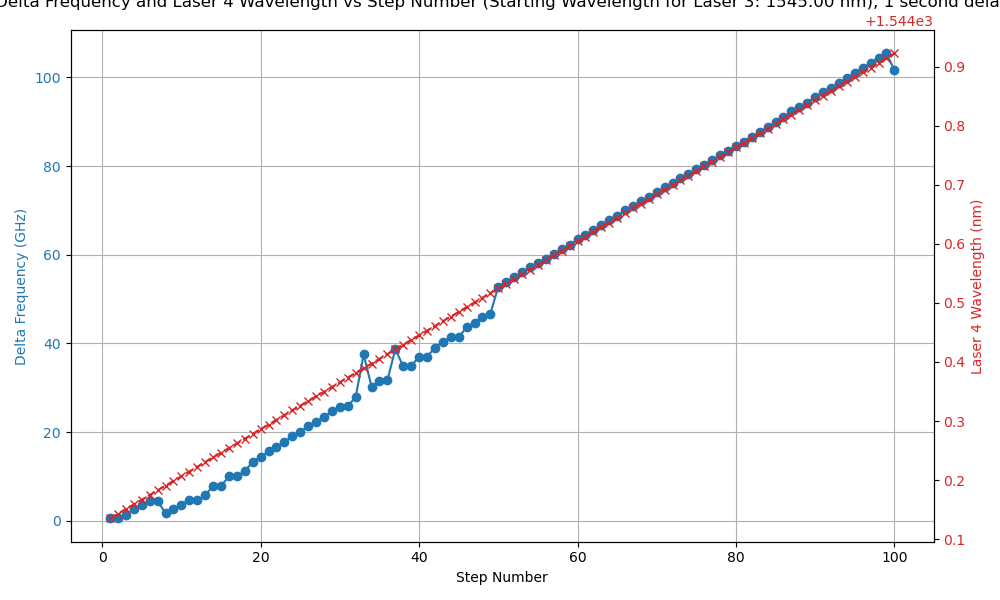 Delta Frequency and Laser 4 Wavelength vs Step Number (Starting Wavelength for Laser 3: 1545.00 nm), 1 second dela
+1.544e3
Delta Frequency (GHz)
100
80
60
40
20
0
0.9
0.8
0.7
0.6
0.5
0.4
0.3
0.2
0.1
Laser 4 Wavelength (nm)
0 20 40 60 80 100
Step Number